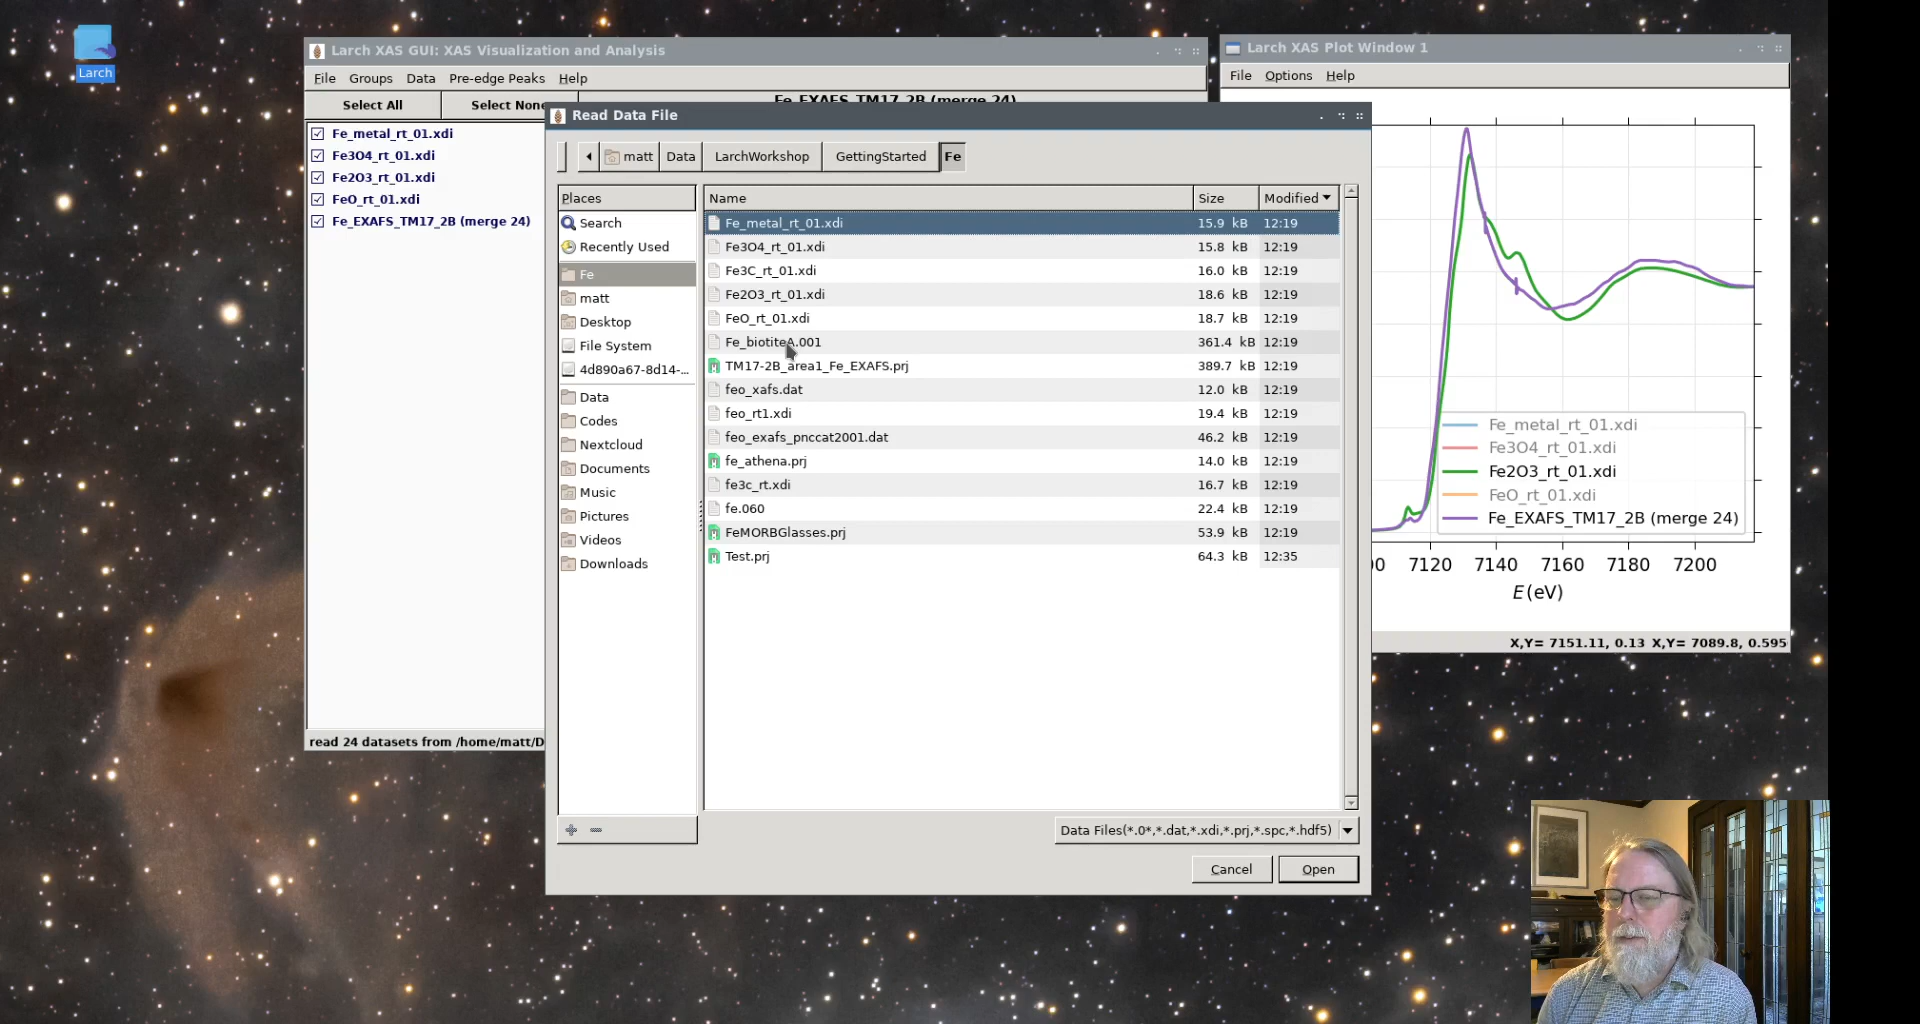 Larch
Larch XAS GUI: XAS Visualization and Analysis
File Groups Data Pre-edge Peaks Help
Select All Select None
Fe_EXAFS_TM17_2B (merge 24)
Fe_metal_rt_01.xdi
Fe3O4_rt_01.xdi
Fe2O3_rt_01.xdi
FeO_rt_01.xdi
Fe_EXAFS_TM17_2B (merge 24)
read 24 datasets from /home/matt/D
Read Data File
matt Data LarchWorkshop GettingStarted Fe
Places
Search
Recently Used
Fe
matt
Desktop
File System
4d890a67-8d14-...
Data
Codes
Nextcloud
Documents
Music
Pictures
Videos
Downloads
Name Size Modified
Fe_metal_rt_01.xdi 15.9 kB 12:19
Fe3O4_rt_01.xdi 15.8 kB 12:19
Fe3C_rt_01.xdi 16.0 kB 12:19
Fe2O3_rt_01.xdi 18.6 kB 12:19
FeO_rt_01.xdi 18.7 kB 12:19
Fe_biotiteA.001 361.4 kB 12:19
TM17-2B_area1_Fe_EXAFS.prj 389.7 kB 12:19
feo_xafs.dat 12.0 kB 12:19
feo_rt1.xdi 19.4 kB 12:19
feo_exafs_pnccat2001.dat 46.2 kB 12:19
fe_athena.prj 14.0 kB 12:19
fe3c_rt.xdi 16.7 kB 12:19
fe.060 22.4 kB 12:19
FeMORBGlasses.prj 53.9 kB 12:19
Test.prj 64.3 kB 12:35
Data Files(*.0*,*.dat,*.xdi,*.prj,*.spc,*.hdf5)
Cancel Open
Larch XAS Plot Window 1
File Options Help
Fe_metal_rt_01.xdi
Fe3O4_rt_01.xdi
Fe2O3_rt_01.xdi
FeO_rt_01.xdi
Fe_EXAFS_TM17_2B (merge 24)
00 7120 7140 7160 7180 7200
E (eV)
X,Y= 7151.11, 0.13 X,Y= 7089.8, 0.595